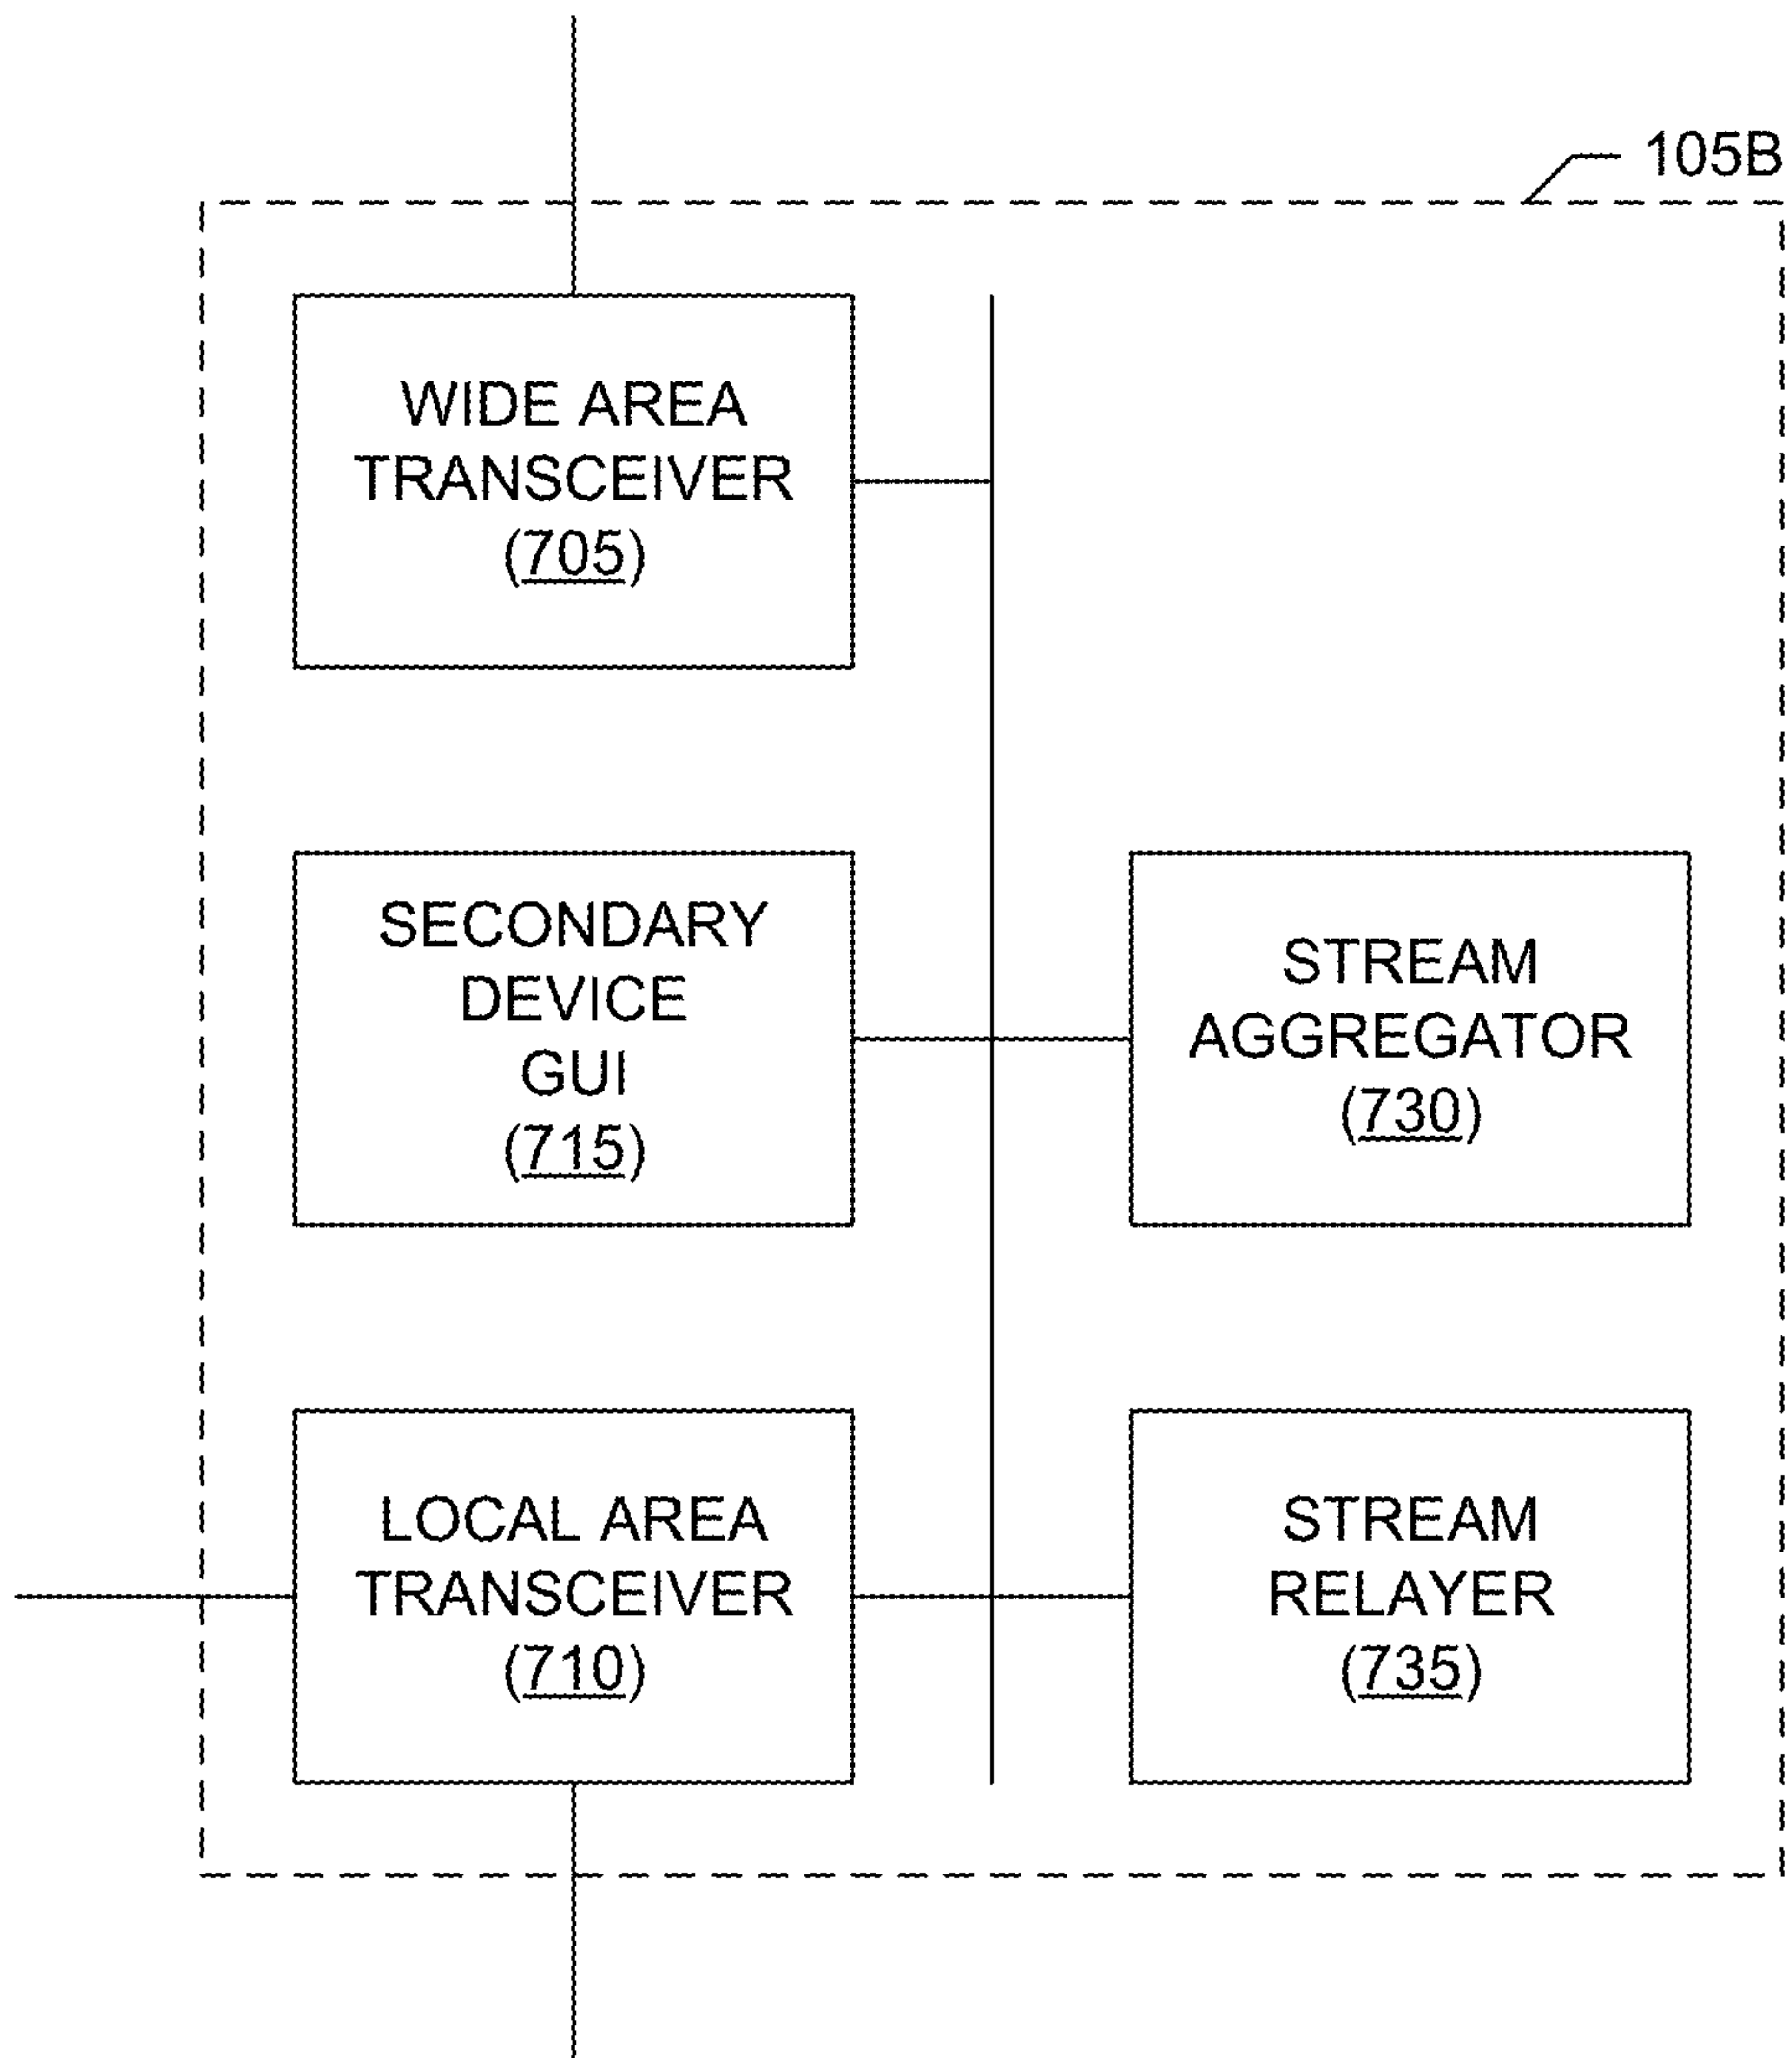 105B
WIDE AREA
TRANSCEIVER
(705)
SECONDARY
DEVICE
GUI
(715)
STREAM
AGGREGATOR
(730)
LOCAL AREA
TRANSCEIVER
(710)
STREAM
RELAYER
(735)